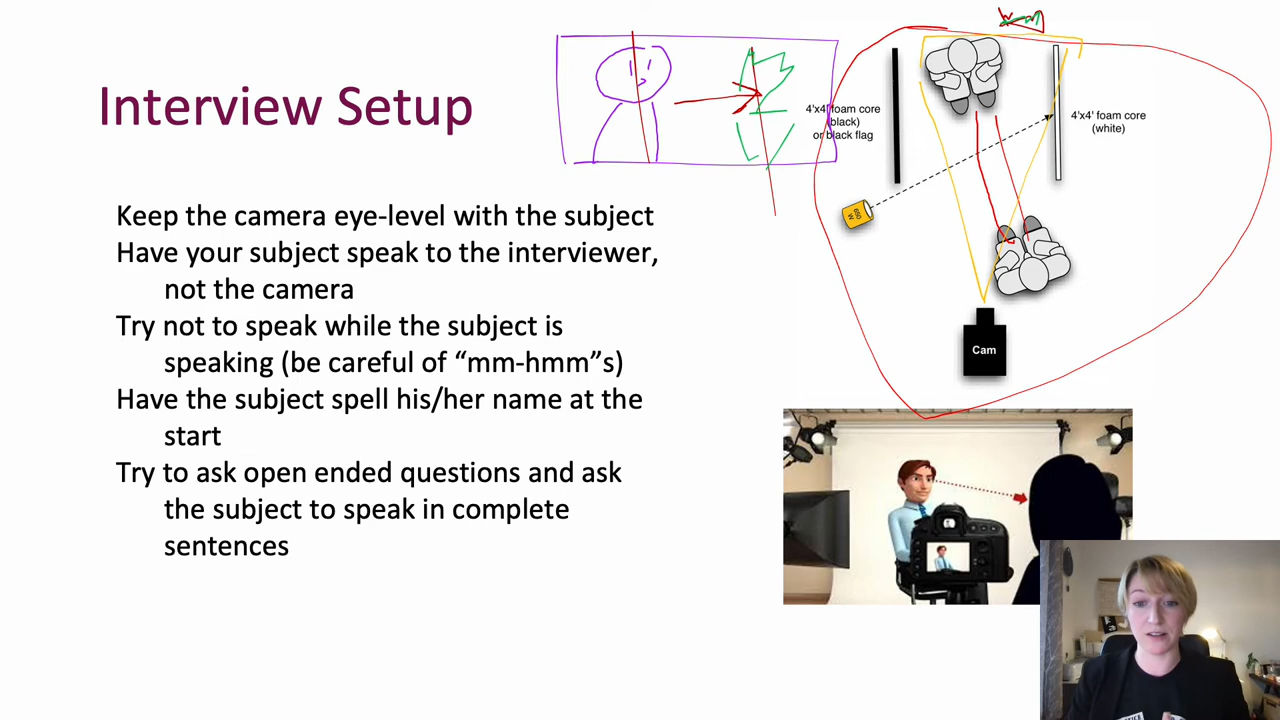 Interview Setup
Keep the camera eye-level with the subject
Have your subject speak to the interviewer,
not the camera
Try not to speak while the subject is
speaking (be careful of “mm-hmm”s)
Have the subject spell his/her name at the
start
Try to ask open ended questions and ask
the subject to speak in complete
sentences
4'x4' foam core
(black)
or black flag
4'x4' foam core
(white)
650
W
Cam